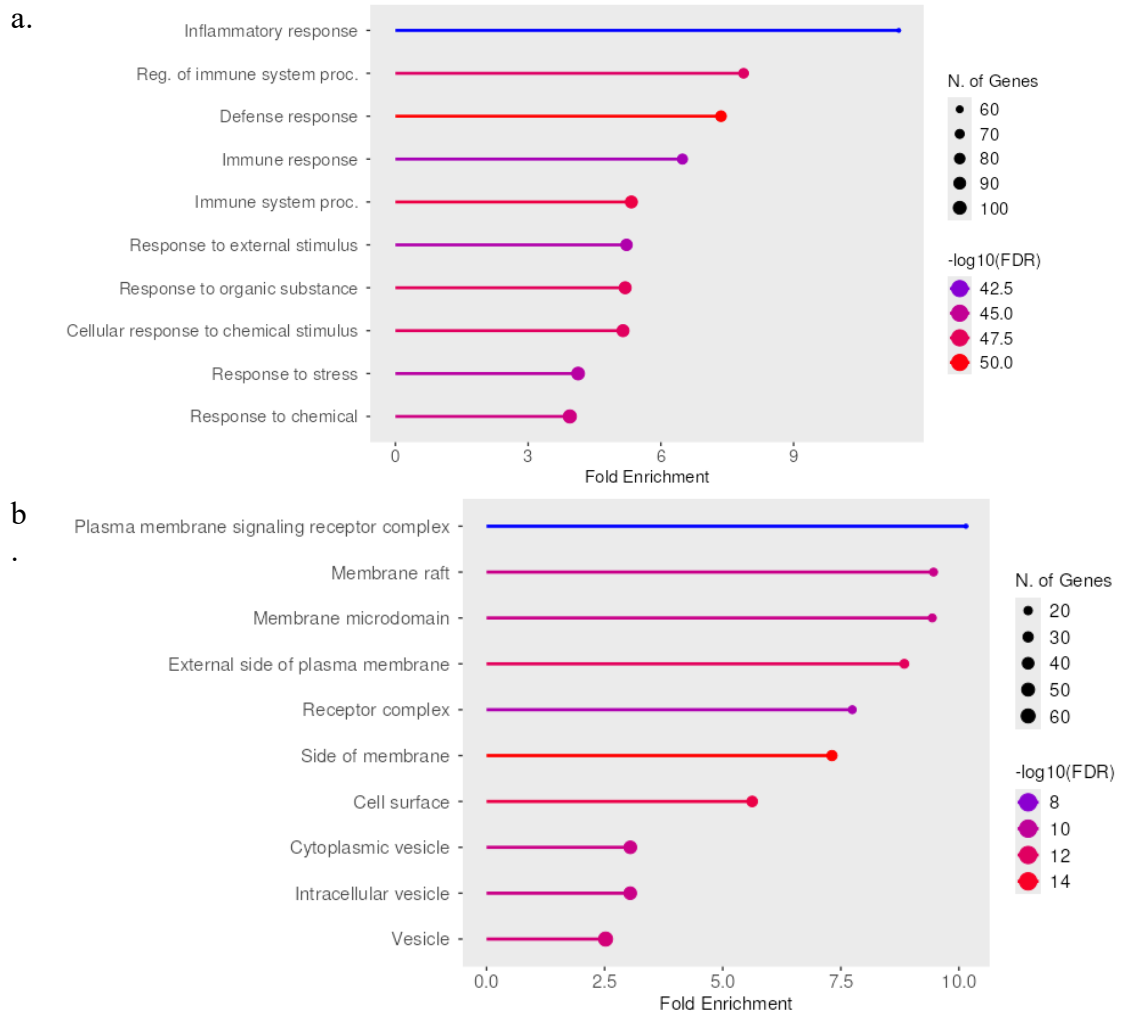 a.
Inflammatory response
Reg. of immune system proc.
Defense response
Immune response
Immune system proc.
Response to external stimulus
Response to organic substance
Cellular response to chemical stimulus
Response to stress
Response to chemical
0 3 6 9
Fold Enrichment
N. of Genes
60
70
80
90
100
-log10(FDR)
42.5
45.0
47.5
50.0
b
.
Plasma membrane signaling receptor complex
Membrane raft
Membrane microdomain
External side of plasma membrane
Receptor complex
Side of membrane
Cell surface
Cytoplasmic vesicle
Intracellular vesicle
Vesicle
0.0 2.5 5.0 7.5 10.0
Fold Enrichment
N. of Genes
20
30
40
50
60
-log10(FDR)
8
10
12
14